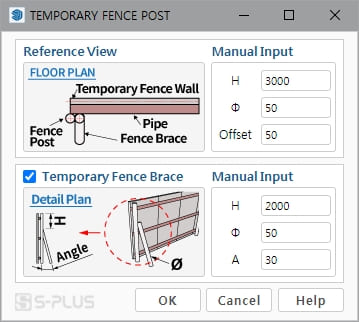 TEMPORARY FENCE POST
Reference View
FLOOR PLAN
Temporary Fence Wall
Fence Post
Pipe
Fence Brace
Manual Input
H 3000
Φ 50
Offset 50
Temporary Fence Brace
Detail Plan
H
Angle
Ø
Manual Input
H 2000
Φ 50
A 30
S-PLUS
OK Cancel Help